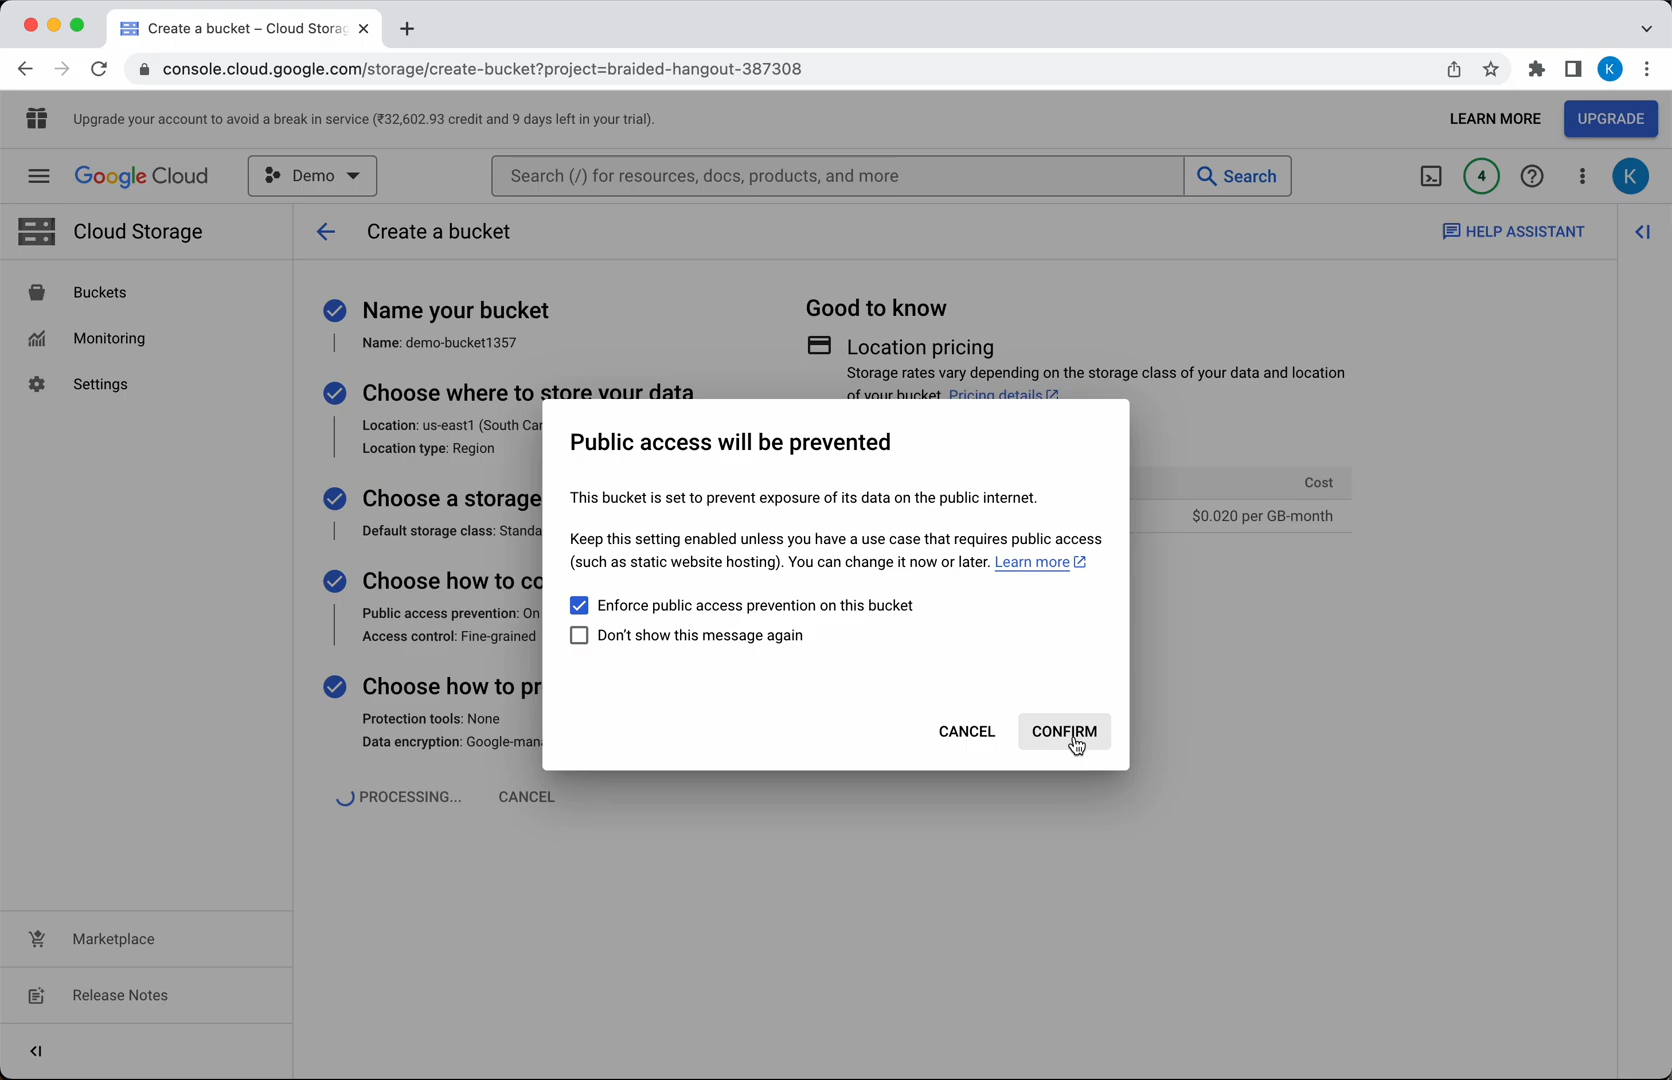 Create a bucket – Cloud Storag
console.cloud.google.com/storage/create-bucket?project=braided-hangout-387308
K
Upgrade your account to avoid a break in service (₹32,602.93 credit and 9 days left in your trial).
LEARN MORE
UPGRADE
Google Cloud
Demo
Search (/) for resources, docs, products, and more
Search
4
K
Cloud Storage
Create a bucket
HELP ASSISTANT
Buckets
Monitoring
Settings
Marketplace
Release Notes
Name your bucket
Name: demo-bucket1357
Choose where to store your data
Location: us-east1 (South Car
Location type: Region
Choose a storage
Default storage class: Standa
Choose how to co
Public access prevention: On
Access control: Fine-grained
Choose how to pr
Protection tools: None
Data encryption: Google-man
PROCESSING...
CANCEL
Good to know
Location pricing
Storage rates vary depending on the storage class of your data and location
of your bucket. Pricing details
Cost
$0.020 per GB-month
Public access will be prevented
This bucket is set to prevent exposure of its data on the public internet.
Keep this setting enabled unless you have a use case that requires public access
(such as static website hosting). You can change it now or later. Learn more
Enforce public access prevention on this bucket
Don't show this message again
CANCEL
CONFIRM